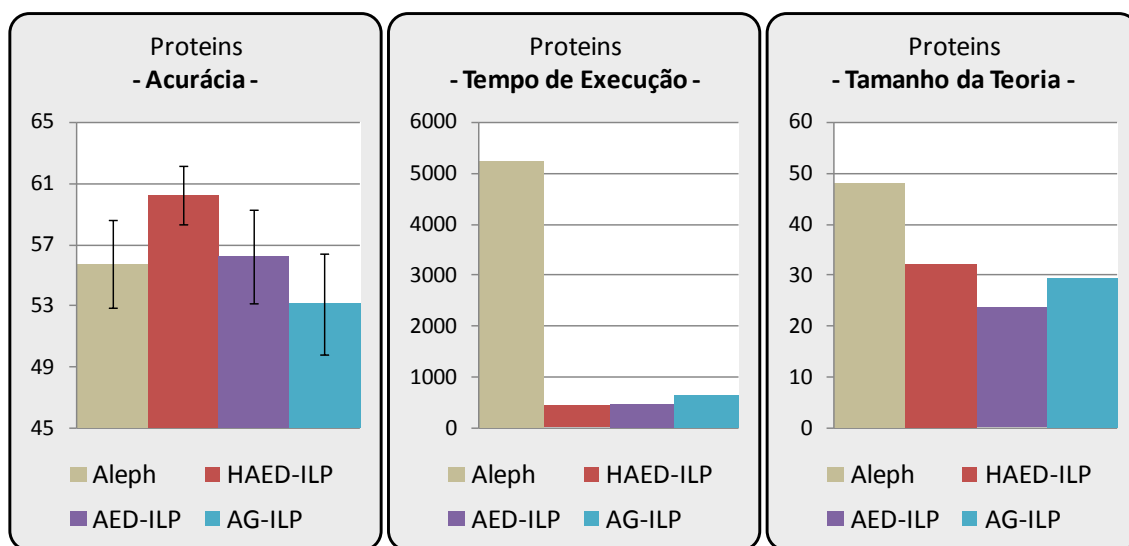 Proteins
- Acurácia -
65
61
57
53
49
45
Aleph HAED-ILP
AED-ILP AG-ILP
Proteins
- Tempo de Execução -
6000
5000
4000
3000
2000
1000
0
Aleph HAED-ILP
AED-ILP AG-ILP
Proteins
- Tamanho da Teoria -
60
50
40
30
20
10
0
Aleph HAED-ILP
AED-ILP AG-ILP